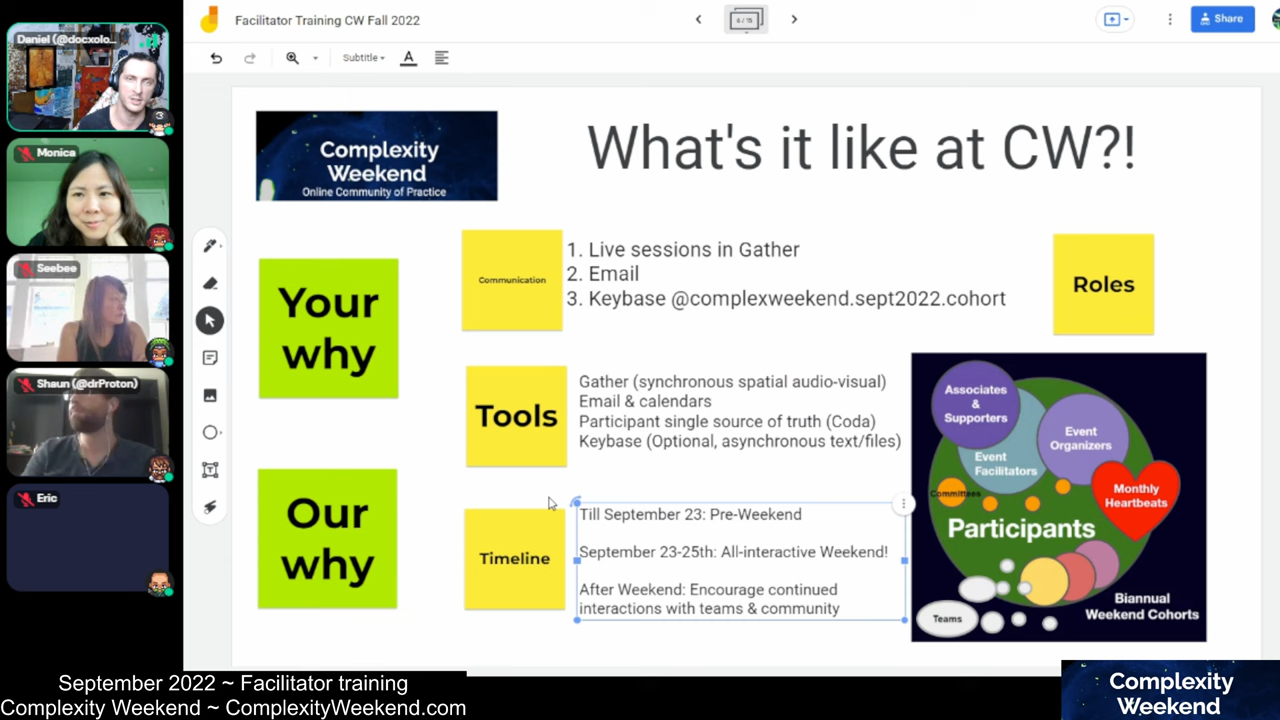 Facilitator Training CW Fall 2022
6 / 15
Share
Subtitle
Daniel (@docxolo...
Monica
Seebee
Shaun (@drProton)
Eric
Complexity
Weekend
Online Community of Practice
What's it like at CW?!
Your
why
Our
why
Communication
1. Live sessions in Gather
2. Email
3. Keybase @complexweekend.sept2022.cohort
Roles
Tools
Gather (synchronous spatial audio-visual)
Email & calendars
Participant single source of truth (Coda)
Keybase (Optional, asynchronous text/files)
Timeline
Till September 23: Pre-Weekend
September 23-25th: All-interactive Weekend!
After Weekend: Encourage continued
interactions with teams & community
Associates
&
Supporters
Event
Organizers
Event
Facilitators
Committees
Monthly
Heartbeats
Participants
Biannual
Weekend Cohorts
Teams
September 2022 ~ Facilitator training
Complexity Weekend ~ ComplexityWeekend.com
Complexity
Weekend